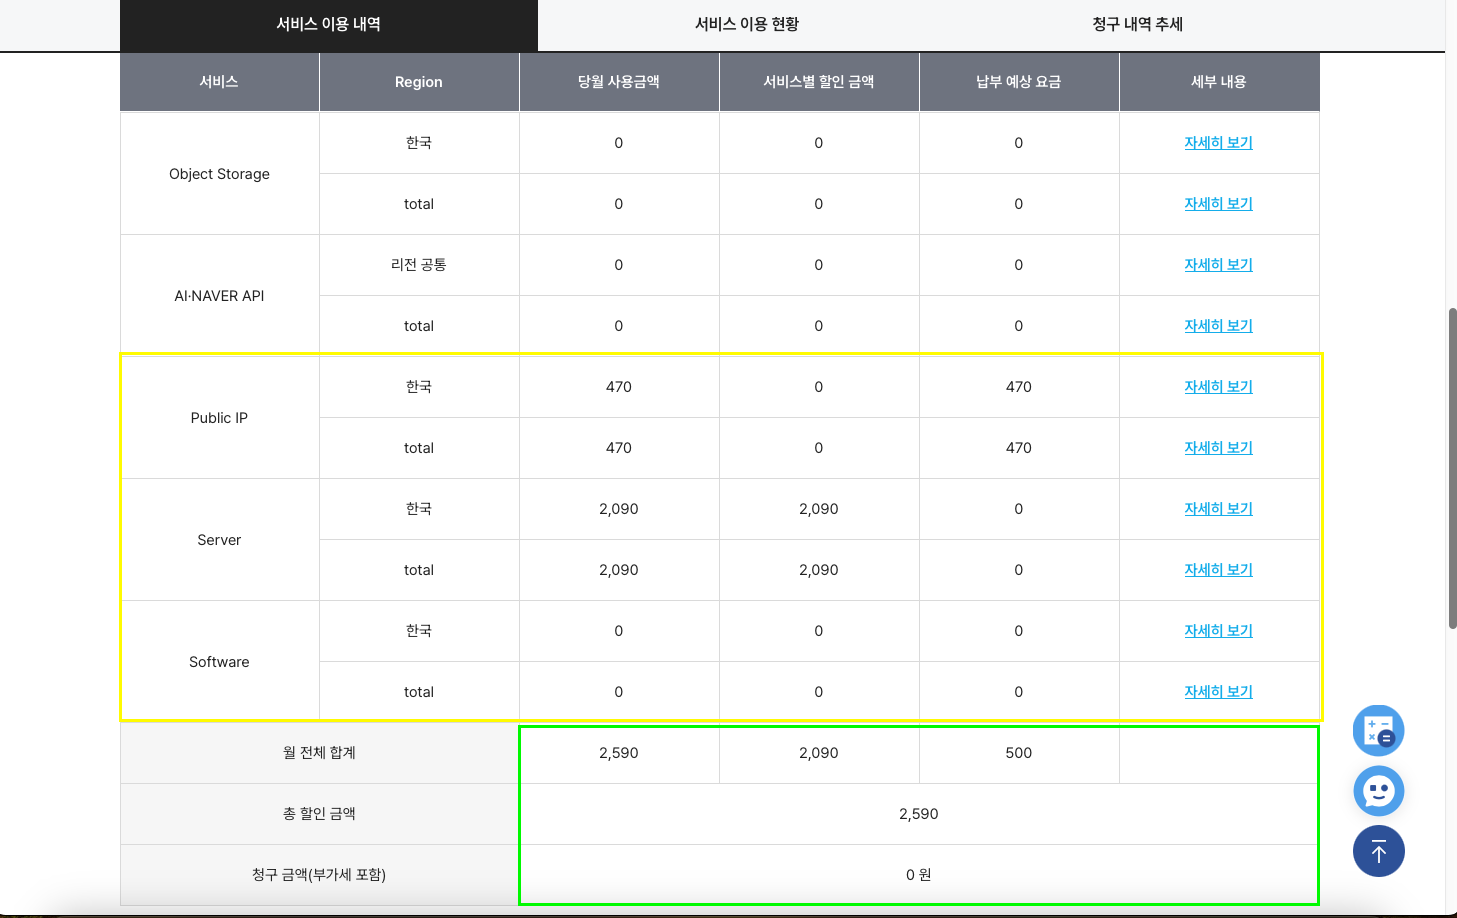 서비스 이용 내역 서비스 이용 현황 청구 내역 추세
서비스 Region 당월 사용금액 서비스별 할인 금액 납부 예상 요금 세부 내용
Object Storage
한국 0 0 0 자세히 보기
total 0 0 0 자세히 보기
AI·NAVER API
리전 공통 0 0 0 자세히 보기
total 0 0 0 자세히 보기
Public IP
한국 470 0 470 자세히 보기
total 470 0 470 자세히 보기
Server
한국 2,090 2,090 0 자세히 보기
total 2,090 2,090 0 자세히 보기
Software
한국 0 0 0 자세히 보기
total 0 0 0 자세히 보기
월 전체 합계 2,590 2,090 500
총 할인 금액 2,590
청구 금액(부가세 포함) 0 원